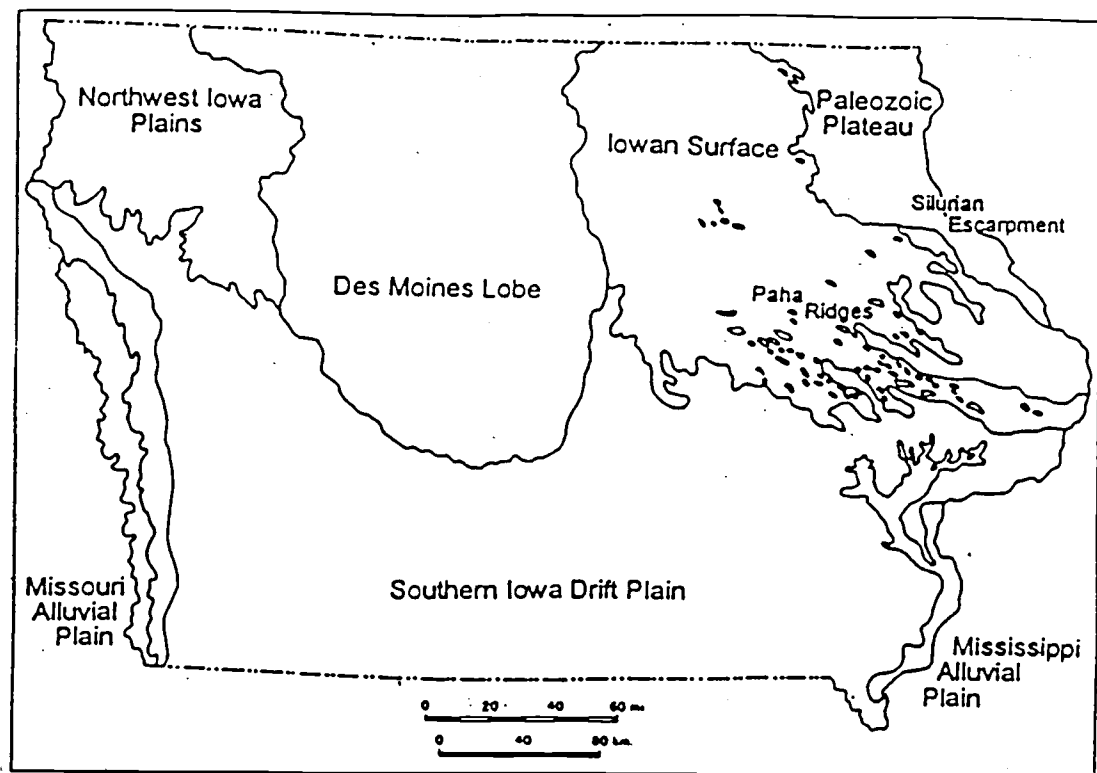 Northwest Iowa
Plains
Des Moines Lobe
Iowan Surface
Paleozoic
Plateau
Silurian
Escarpment
Paha
Ridges
Southern Iowa Drift Plain
Missouri
Alluvial
Plain
Mississippi
Alluvial
Plain
0 20 40 60 mi.
0 40 80 km.